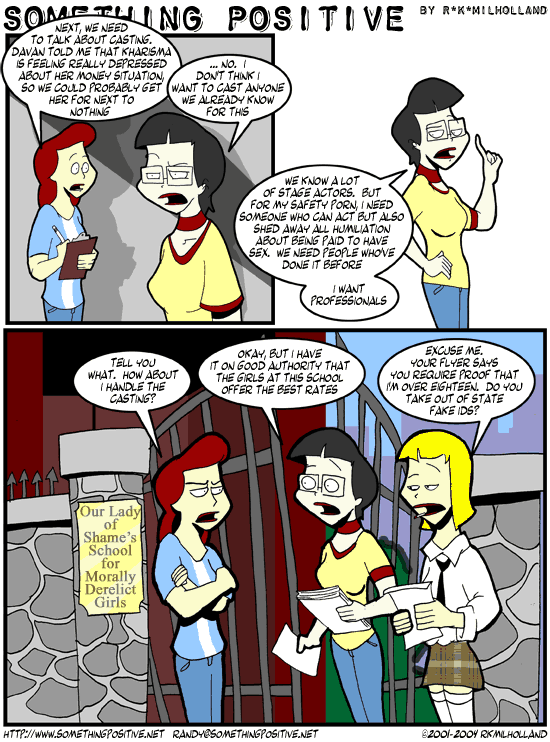 SOMETHING POSITIVE BY R*K*MILHOLLAND
NEXT, WE NEED
TO TALK ABOUT CASTING.
DAVAN TOLD ME THAT KHARISMA
IS FEELING REALLY DEPRESSED
ABOUT HER MONEY SITUATION,
SO WE COULD PROBABLY GET
HER FOR NEXT TO
NOTHING
... NO. I
DON'T THINK I
WANT TO CAST ANYONE
WE ALREADY KNOW
FOR THIS
WE KNOW A LOT
OF STAGE ACTORS. BUT
FOR MY SAFETY PORN, I NEED
SOMEONE WHO CAN ACT BUT ALSO
SHED AWAY ALL HUMILIATION
ABOUT BEING PAID TO HAVE
SEX. WE NEED PEOPLE WHO'VE
DONE IT BEFORE
I WANT
PROFESSIONALS
TELL YOU
WHAT. HOW ABOUT
I HANDLE THE
CASTING?
OKAY, BUT I HAVE
IT ON GOOD AUTHORITY THAT
THE GIRLS AT THIS SCHOOL
OFFER THE BEST RATES
EXCUSE ME.
YOUR FLYER SAYS
YOU REQUIRE PROOF THAT
I'M OVER EIGHTEEN. DO YOU
TAKE OUT OF STATE
FAKE IDS?
Our Lady
of
Shame's
School
for
Morally
Derelict
Girls
HTTP://WWW.SOMETHINGPOSITIVE.NET RANDY@SOMETHINGPOSITIVE.NET ©2001-2004 RKMILHOLLAND